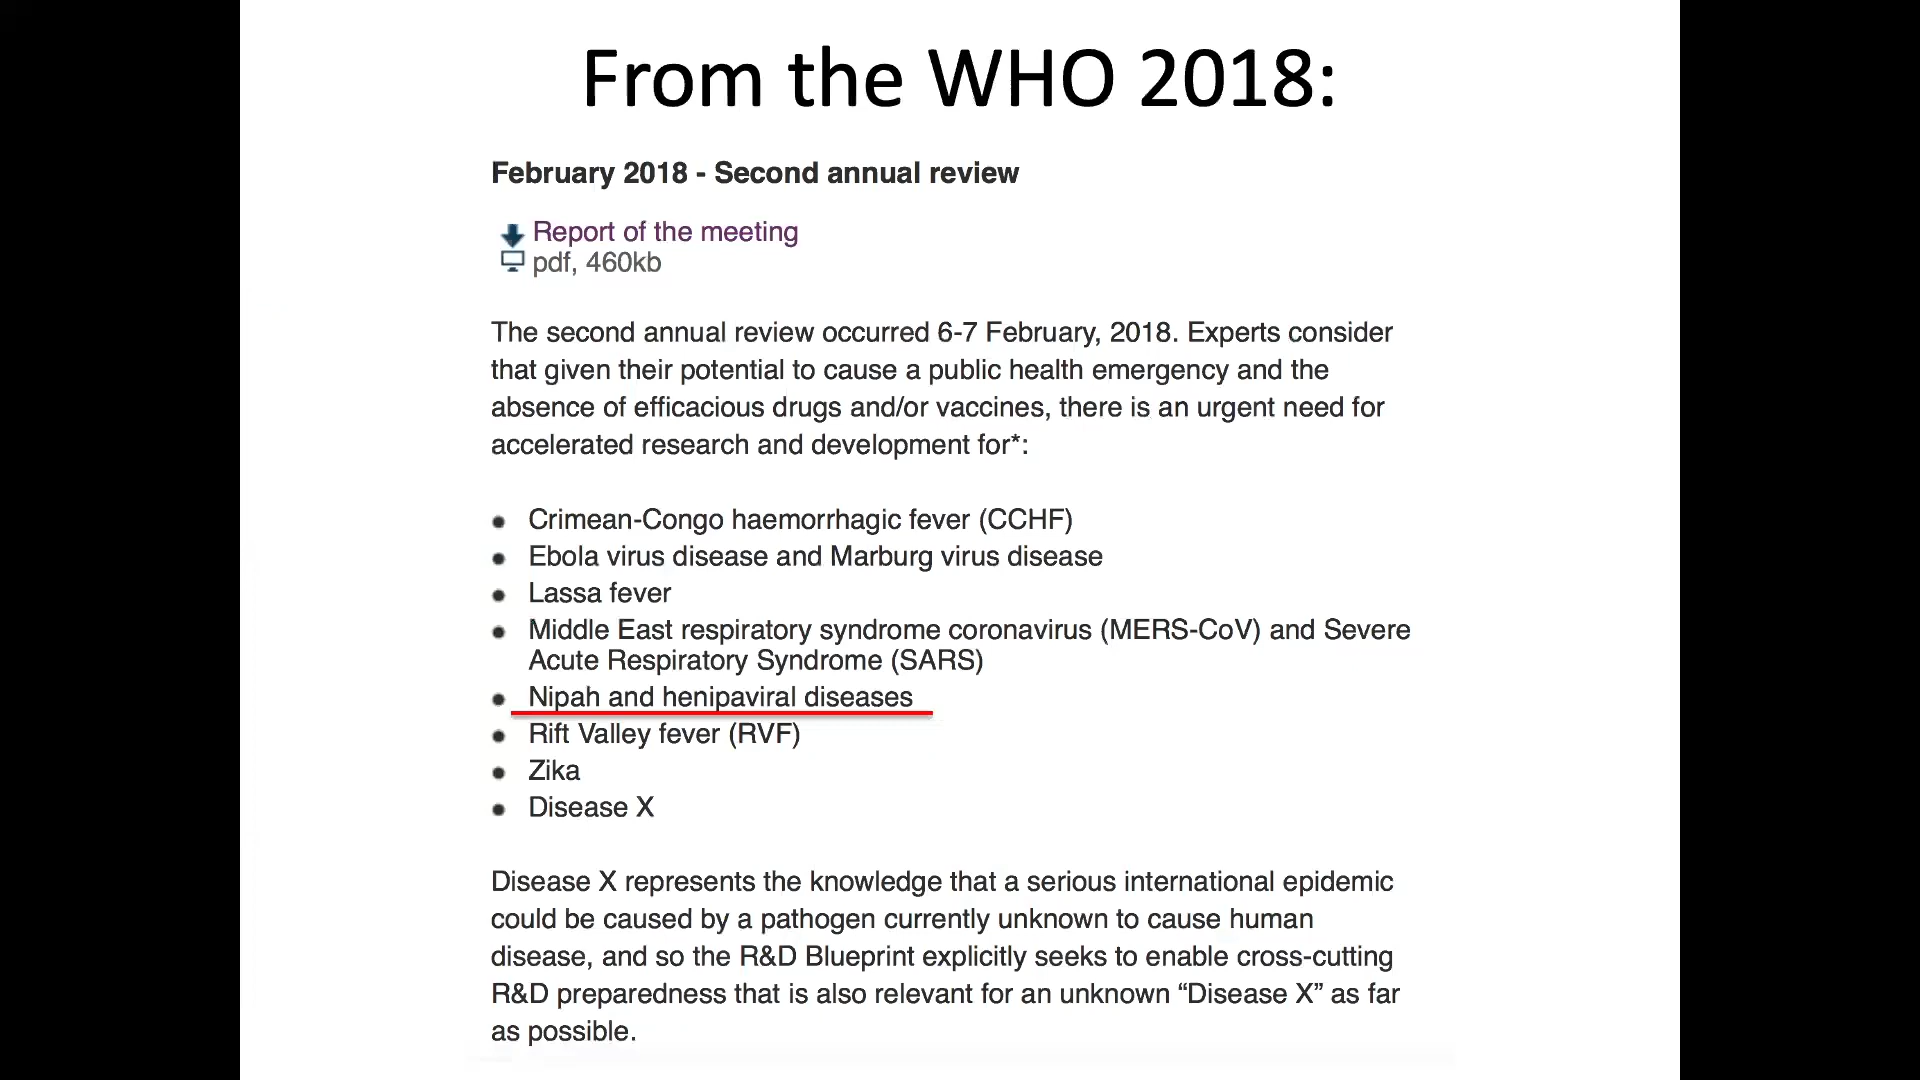 From the WHO 2018:
February 2018 - Second annual review
Report of the meeting
pdf, 460kb
The second annual review occurred 6-7 February, 2018. Experts consider
that given their potential to cause a public health emergency and the
absence of efficacious drugs and/or vaccines, there is an urgent need for
accelerated research and development for*:
• Crimean-Congo haemorrhagic fever (CCHF)
• Ebola virus disease and Marburg virus disease
• Lassa fever
• Middle East respiratory syndrome coronavirus (MERS-CoV) and Severe
Acute Respiratory Syndrome (SARS)
• Nipah and henipaviral diseases
• Rift Valley fever (RVF)
• Zika
• Disease X
Disease X represents the knowledge that a serious international epidemic
could be caused by a pathogen currently unknown to cause human
disease, and so the R&D Blueprint explicitly seeks to enable cross-cutting
R&D preparedness that is also relevant for an unknown “Disease X” as far
as possible.